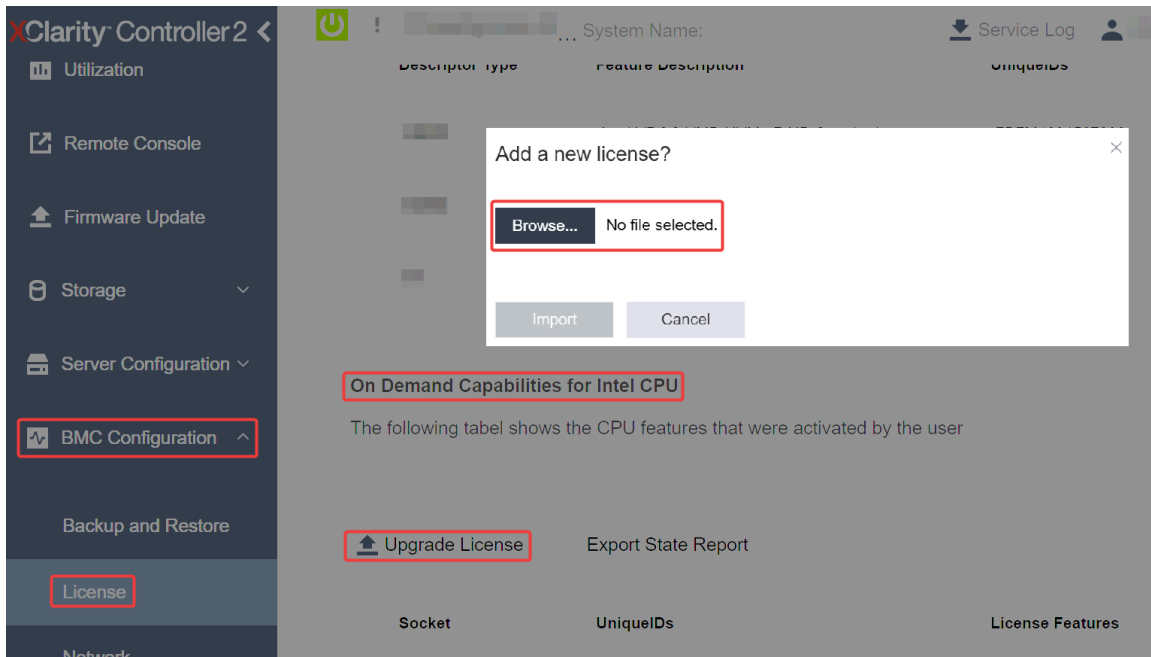 XClarity Controller 2
! ... System Name: Service Log
Utilization
Descriptor Type Feature Description UniqueIDs
Remote Console
Add a new license?
Firmware Update
Browse... No file selected.
Storage
Import Cancel
Server Configuration
On Demand Capabilities for Intel CPU
BMC Configuration
The following tabel shows the CPU features that were activated by the user
Backup and Restore
Upgrade License Export State Report
License
Socket UniqueIDs License Features
Network